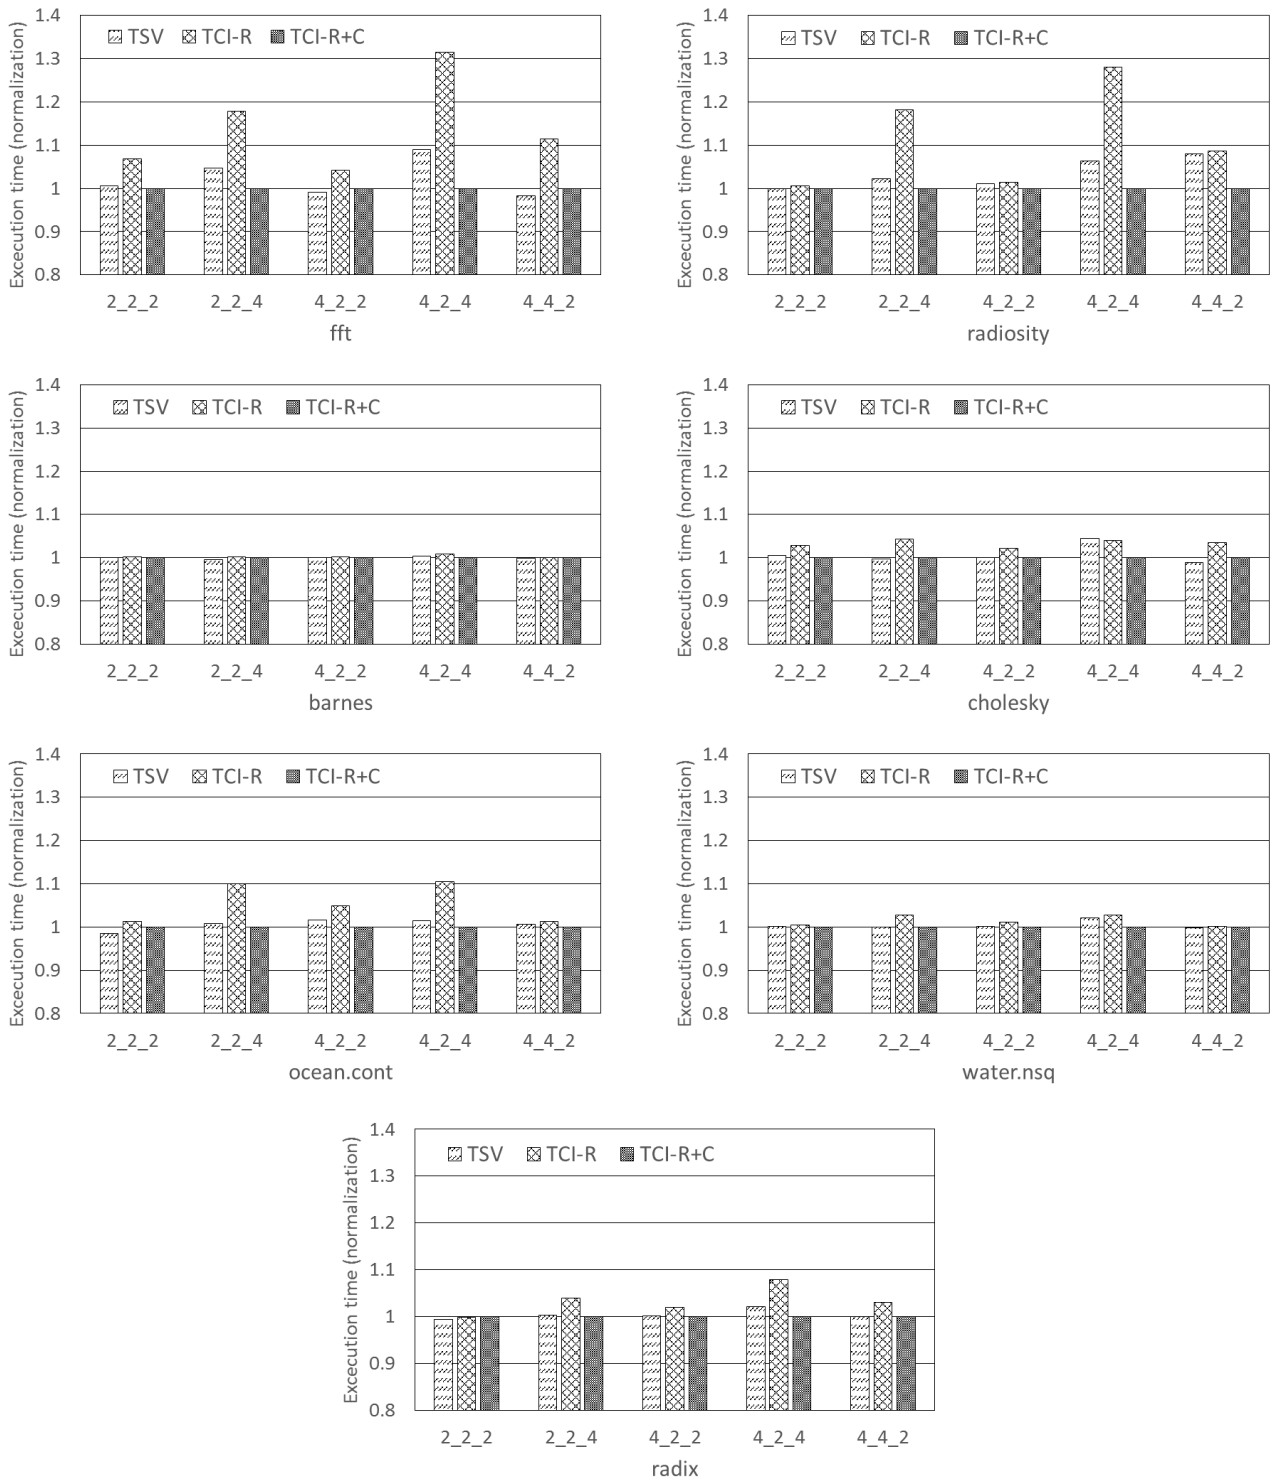 Excecution time (normalization)
1.4
1.3
1.2
1.1
1
0.9
0.8
TSV TCI-R TCI-R+C
2_2_2 2_2_4 4_2_2 4_2_4 4_4_2
fft
Excecution time (normalization)
1.4
1.3
1.2
1.1
1
0.9
0.8
TSV TCI-R TCI-R+C
2_2_2 2_2_4 4_2_2 4_2_4 4_4_2
radiosity
Excecution time (normalization)
1.4
1.3
1.2
1.1
1
0.9
0.8
TSV TCI-R TCI-R+C
2_2_2 2_2_4 4_2_2 4_2_4 4_4_2
barnes
Excecution time (normalization)
1.4
1.3
1.2
1.1
1
0.9
0.8
TSV TCI-R TCI-R+C
2_2_2 2_2_4 4_2_2 4_2_4 4_4_2
cholesky
Excecution time (normalization)
1.4
1.3
1.2
1.1
1
0.9
0.8
TSV TCI-R TCI-R+C
2_2_2 2_2_4 4_2_2 4_2_4 4_4_2
ocean.cont
Excecution time (normalization)
1.4
1.3
1.2
1.1
1
0.9
0.8
TSV TCI-R TCI-R+C
2_2_2 2_2_4 4_2_2 4_2_4 4_4_2
water.nsq
Excecution time (normalization)
1.4
1.3
1.2
1.1
1
0.9
0.8
TSV TCI-R TCI-R+C
2_2_2 2_2_4 4_2_2 4_2_4 4_4_2
radix